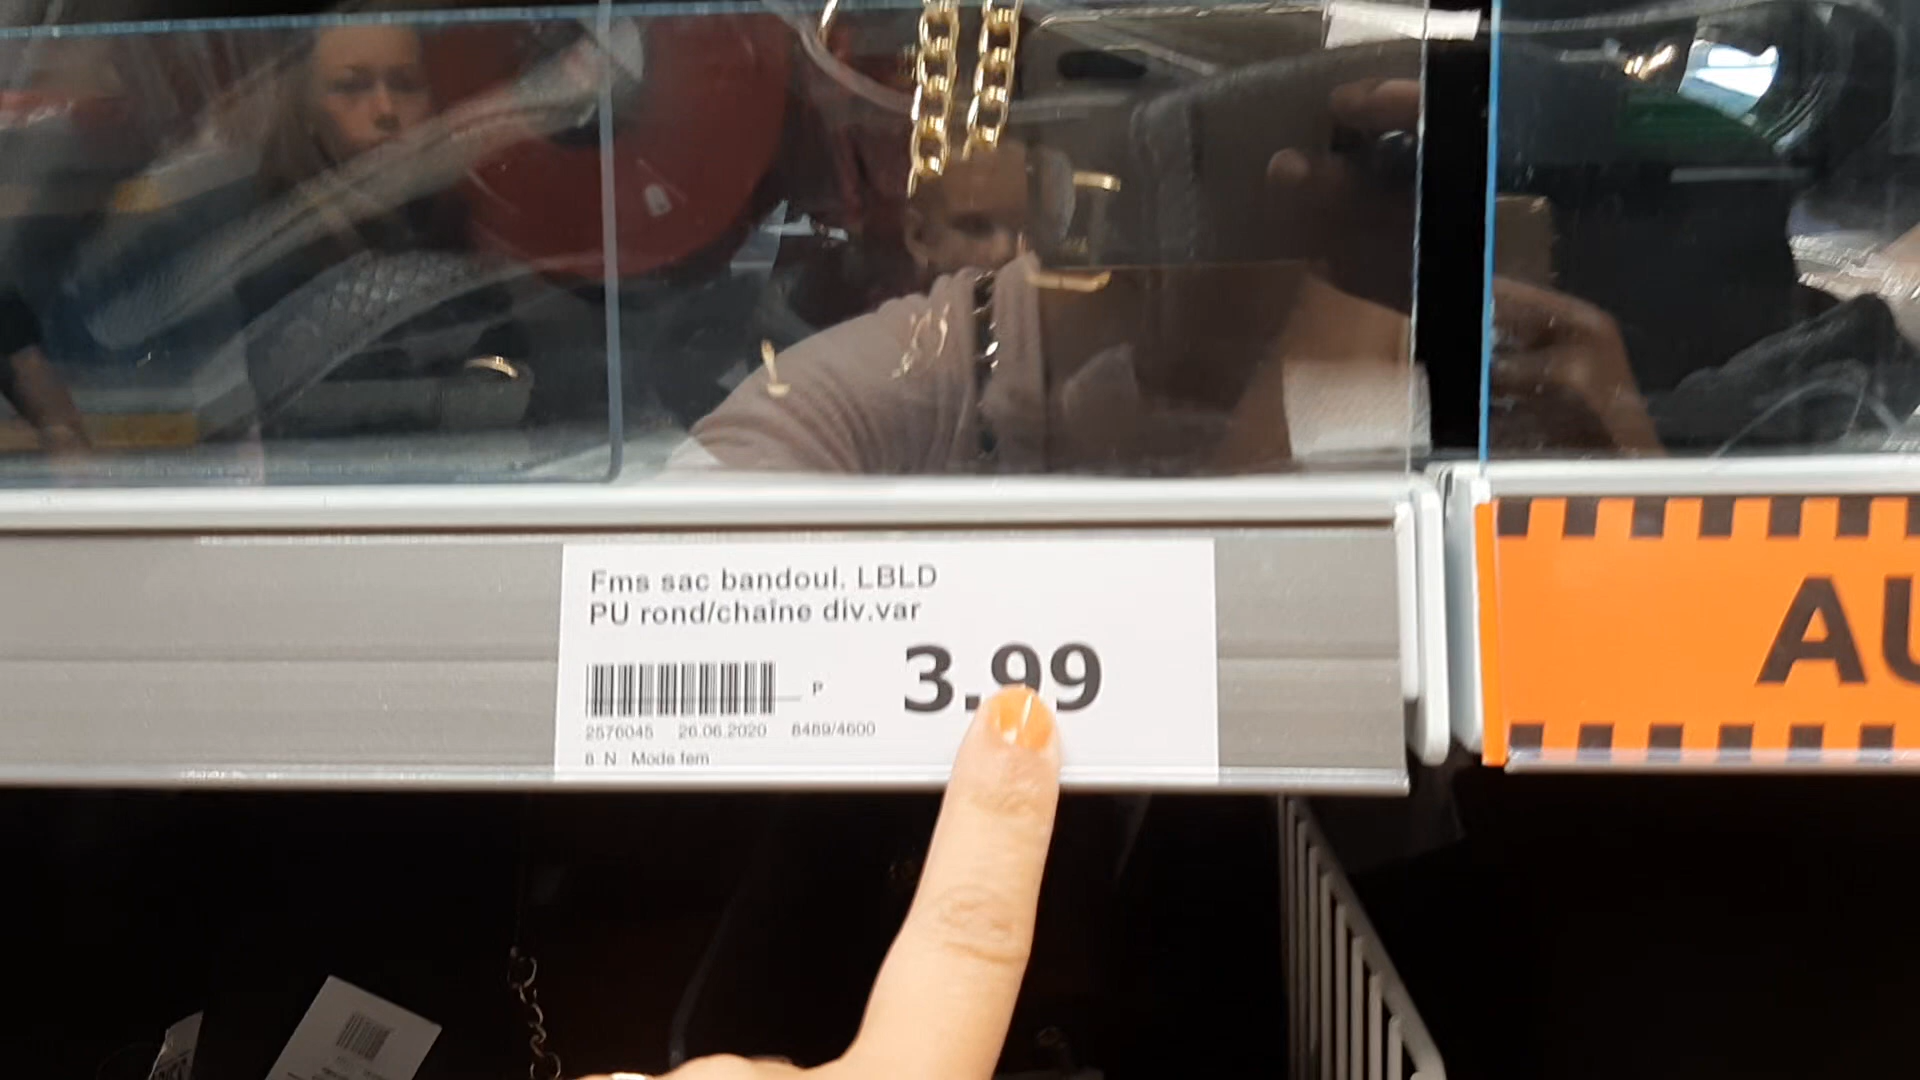 Fms sac bandoul. LBLD
PU rond/chaîne div.var
P
3.99
2576045 26.06.2020 8489/4600
8 N Mode fem
AU